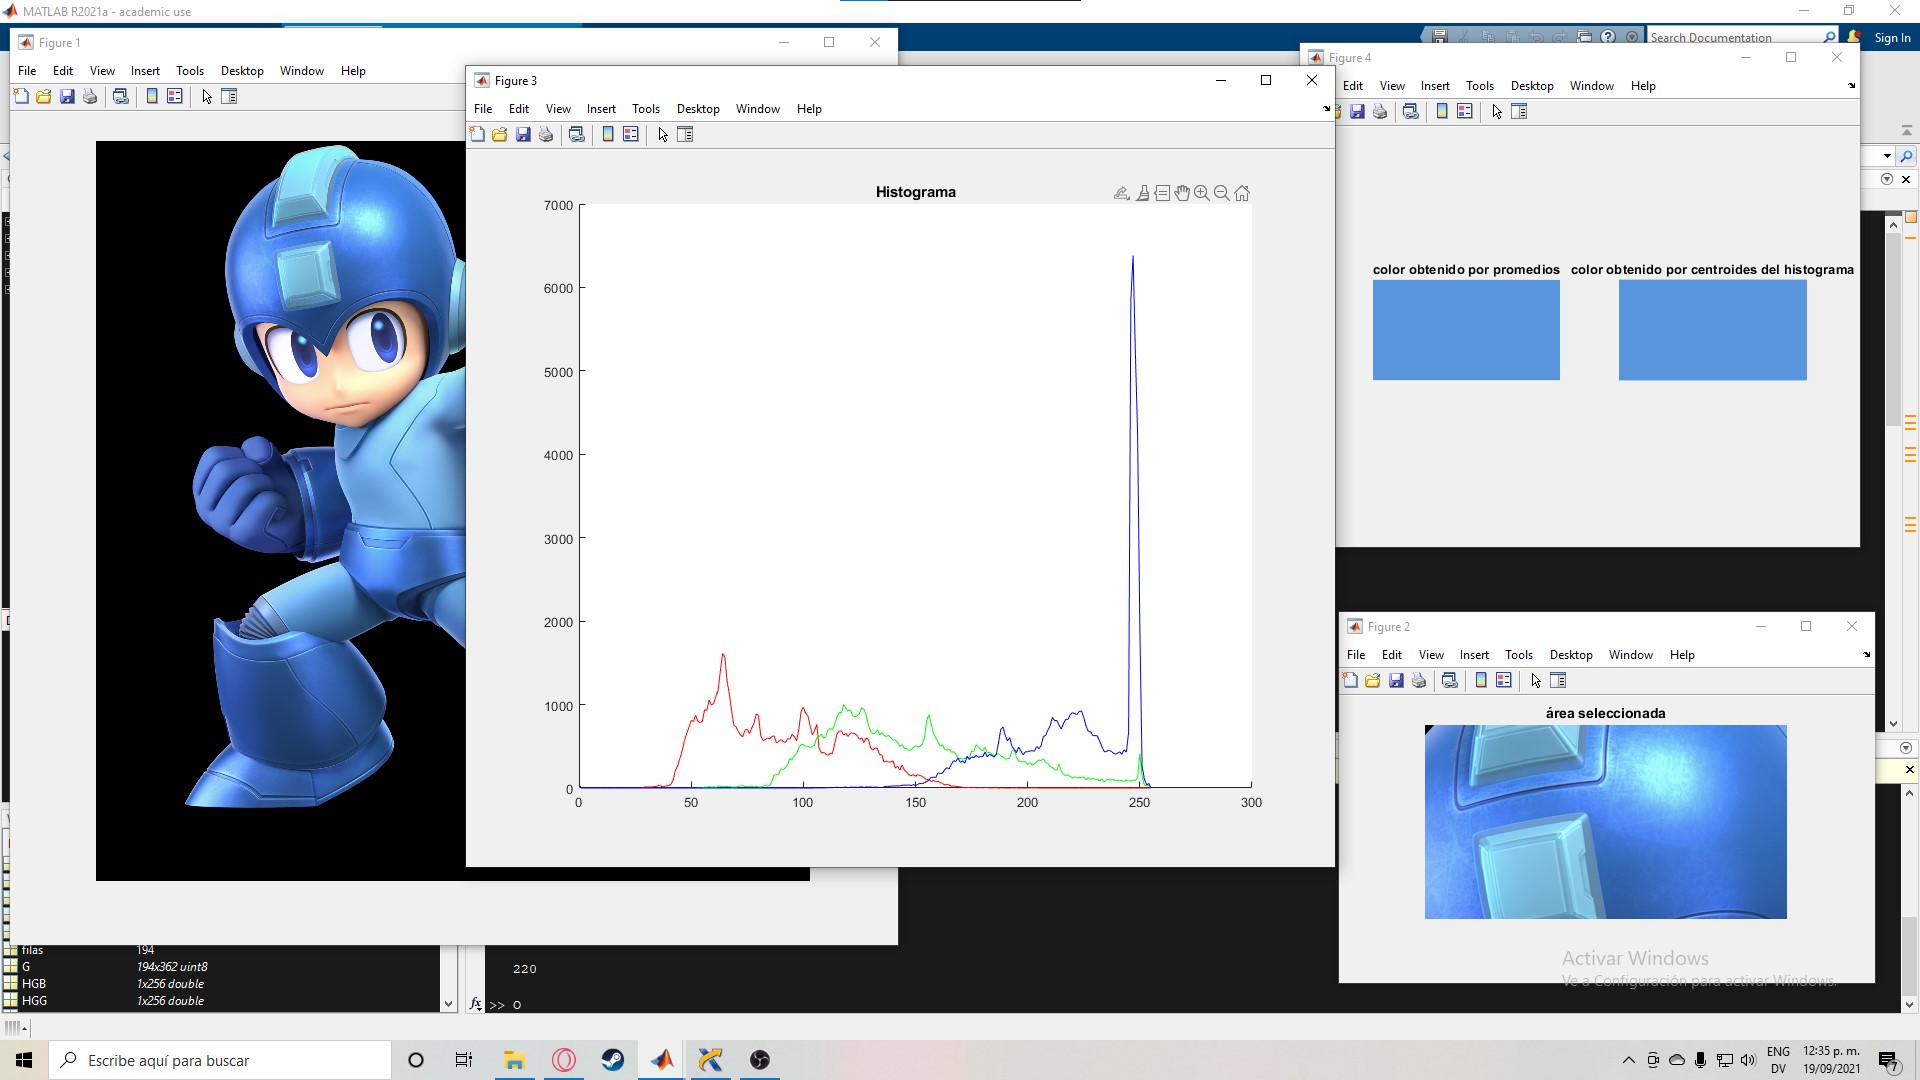 MATLAB R2021a - academic use
Search Documentation
Sign In
Figure 1
File Edit View Insert Tools Desktop Window Help
Figure 3
File Edit View Insert Tools Desktop Window Help
Histograma
7000
6000
5000
4000
3000
2000
1000
0
0 50 100 150 200 250 300
Figure 4
Edit View Insert Tools Desktop Window Help
color obtenido por promedios color obtenido por centroides del histograma
Figure 2
File Edit View Insert Tools Desktop Window Help
área seleccionada
Activar Windows
Ve a Configuración para activar Windows.
filas 194
G 194x362 uint8
HGB 1x256 double
HGG 1x256 double
220
fx >> O
Escribe aquí para buscar
ENG 12:35 p. m.
DV 19/09/2021
7